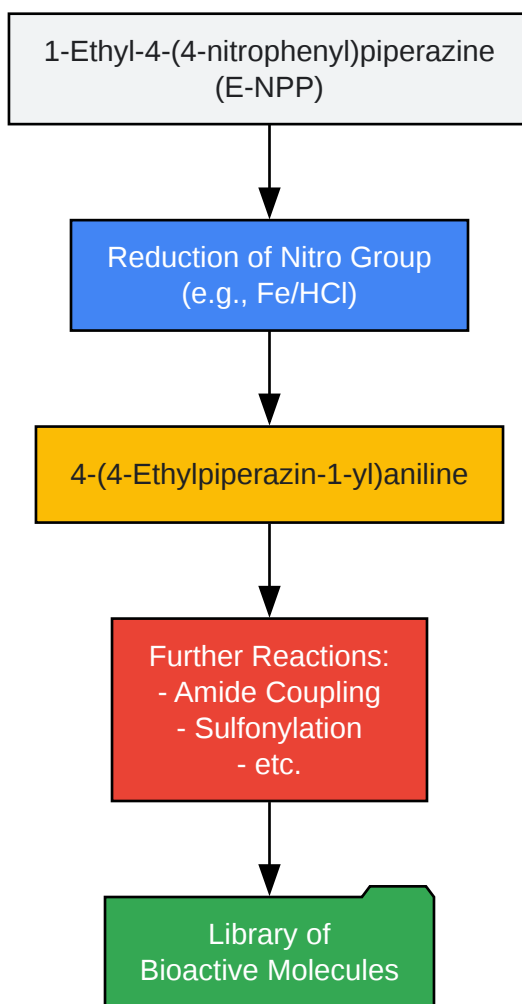 1-Ethyl-4-(4-nitrophenyl)piperazine
(E-NPP)
Reduction of Nitro Group
(e.g., Fe/HCl)
4-(4-Ethylpiperazin-1-yl)aniline
Further Reactions:
- Amide Coupling
- Sulfonylation
- etc.
Library of
Bioactive Molecules